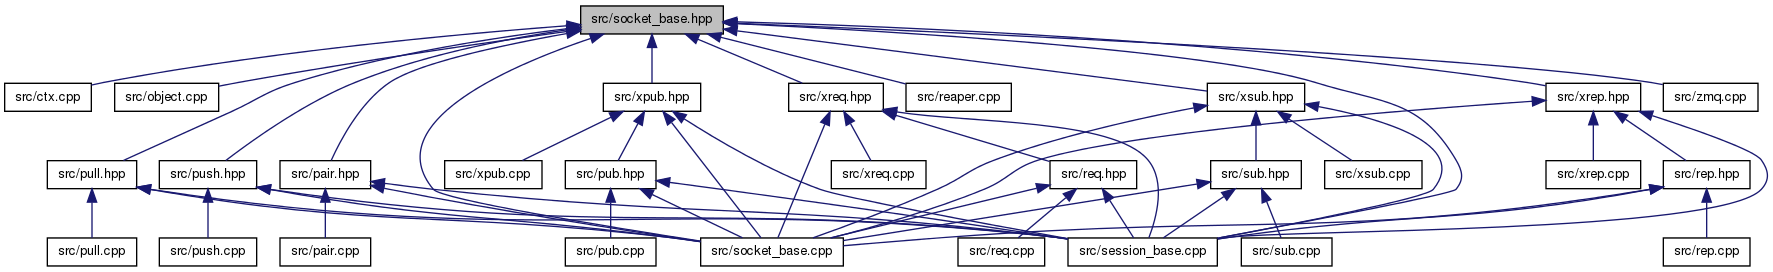 src/socket_base.hpp
src/ctx.cpp
src/object.cpp
src/xpub.hpp
src/xreq.hpp
src/reaper.cpp
src/xsub.hpp
src/xrep.hpp
src/zmq.cpp
src/pull.hpp
src/push.hpp
src/pair.hpp
src/xpub.cpp
src/pub.hpp
src/xreq.cpp
src/req.hpp
src/sub.hpp
src/xsub.cpp
src/xrep.cpp
src/rep.hpp
src/pull.cpp
src/push.cpp
src/pair.cpp
src/pub.cpp
src/socket_base.cpp
src/req.cpp
src/session_base.cpp
src/sub.cpp
src/rep.cpp